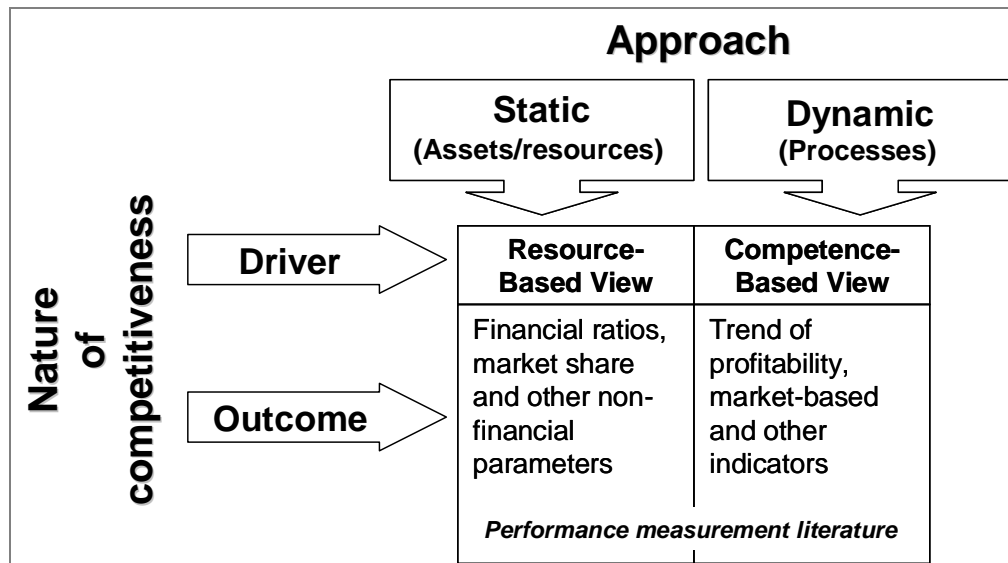 Approach
Static
(Assets/resources)
Dynamic
(Processes)
Nature
of
competitiveness
Driver
Resource-
Based View
Competence-
Based View
Outcome
Financial ratios,
market share
and other non-
financial
parameters
Trend of
profitability,
market-based
and other
indicators
Performance measurement literature